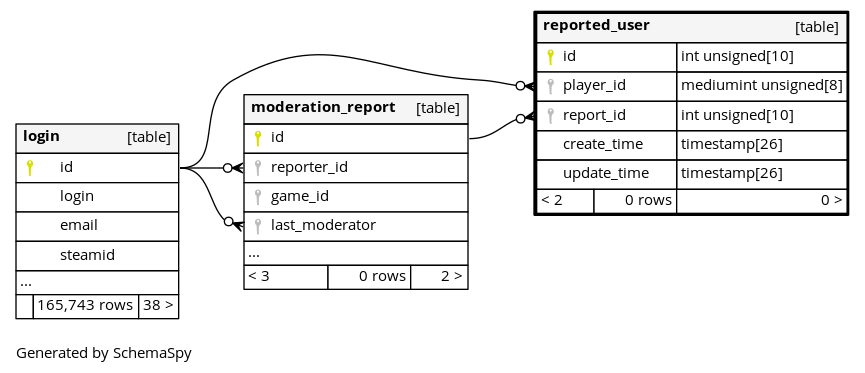 reported_user [table]
id int unsigned[10]
player_id mediumint unsigned[8]
report_id int unsigned[10]
create_time timestamp[26]
update_time timestamp[26]
< 2 0 rows 0 >
moderation_report [table]
id
reporter_id
game_id
last_moderator
...
< 3 0 rows 2 >
login [table]
id
login
email
steamid
...
165,743 rows 38 >
Generated by SchemaSpy